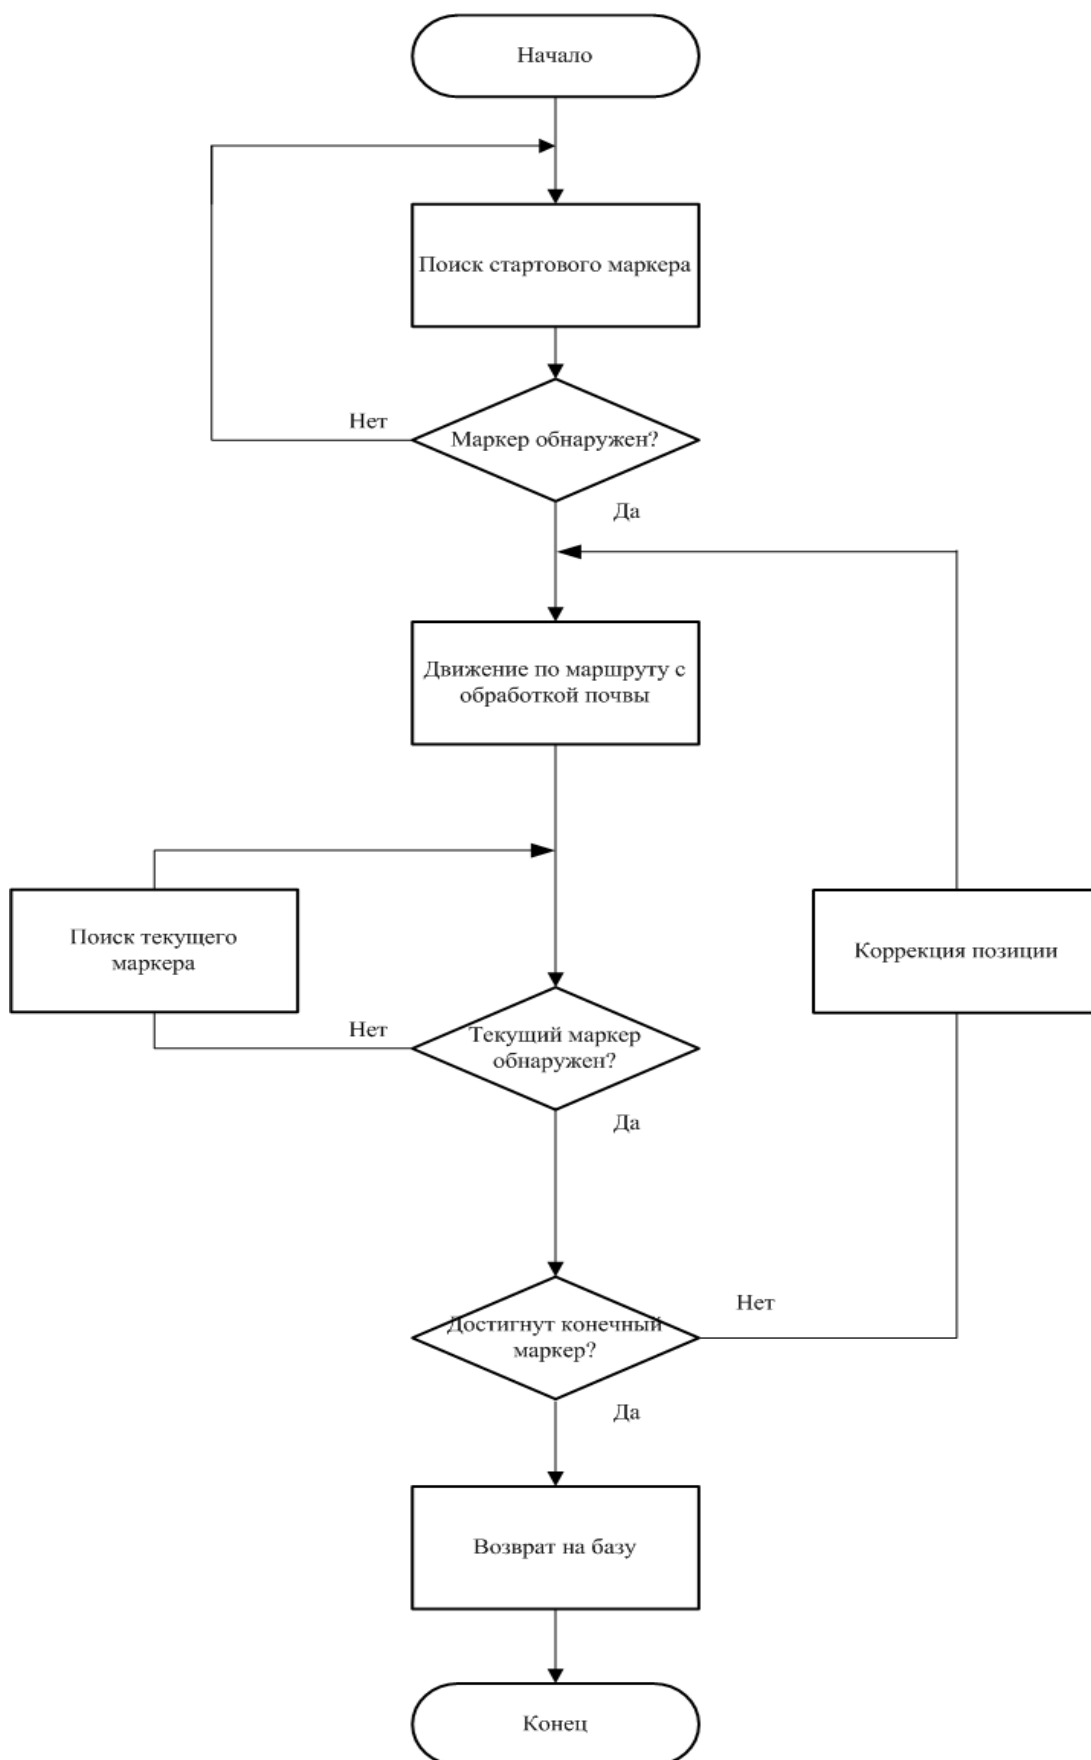 Начало
Поиск стартового маркера
Нет
Маркер обнаружен?
Да
Движение по маршруту с
обработкой почвы
Поиск текущего
маркера
Коррекция позиции
Нет
Текущий маркер
обнаружен?
Да
Нет
Достигнут конечный
маркер?
Да
Возврат на базу
Конец